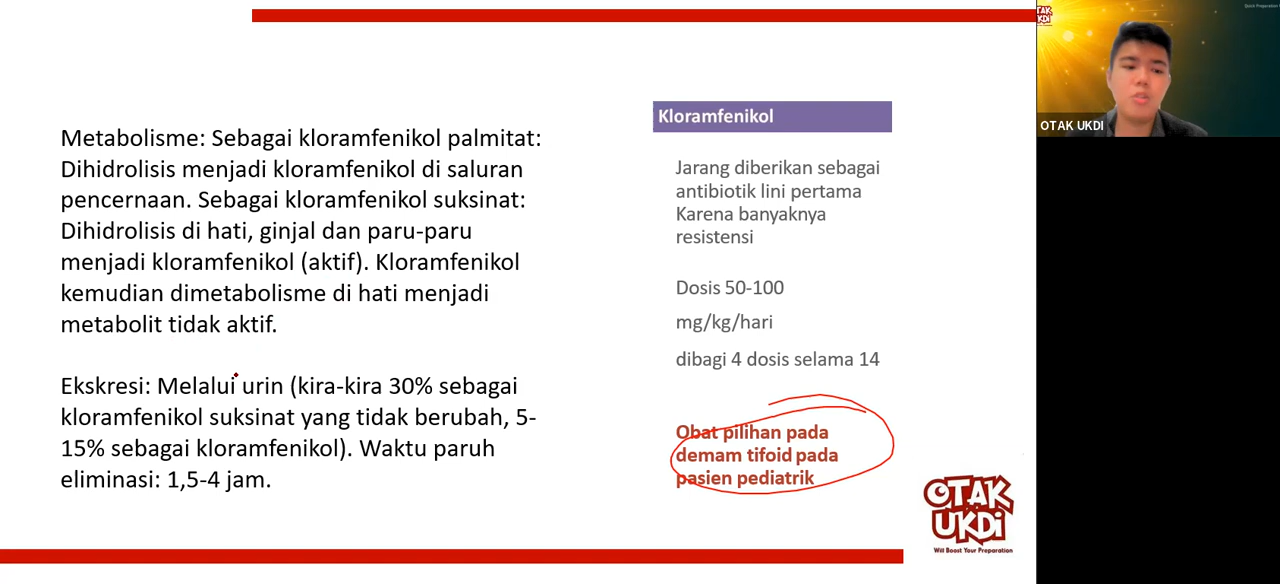 Metabolisme: Sebagai kloramfenikol palmitat:
Dihidrolisis menjadi kloramfenikol di saluran
pencernaan. Sebagai kloramfenikol suksinat:
Dihidrolisis di hati, ginjal dan paru-paru
menjadi kloramfenikol (aktif). Kloramfenikol
kemudian dimetabolisme di hati menjadi
metabolit tidak aktif.
Ekskresi: Melalui urin (kira-kira 30% sebagai
kloramfenikol suksinat yang tidak berubah, 5-
15% sebagai kloramfenikol). Waktu paruh
eliminasi: 1,5-4 jam.
Kloramfenikol
Jarang diberikan sebagai
antibiotik lini pertama
Karena banyaknya
resistensi
Dosis 50-100
mg/kg/hari
dibagi 4 dosis selama 14
Obat pilihan pada
demam tifoid pada
pasien pediatrik
OTAK
UKDI
Will Boost Your Preparation
OTAK
UKDI
OTAK UKDI